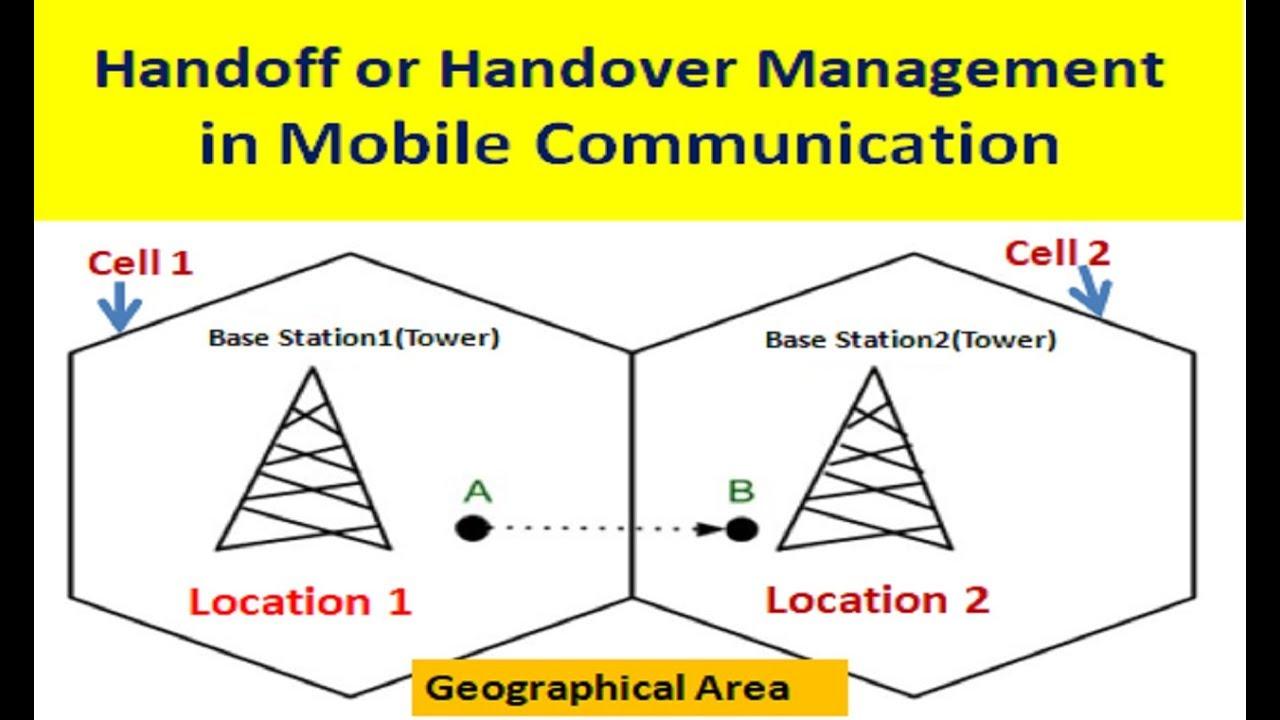 Handoff or Handover Management
in Mobile Communication
Cell 1
Cell 2
Base Station1(Tower)
Base Station2(Tower)
A
B
Location 1
Location 2
Geographical Area